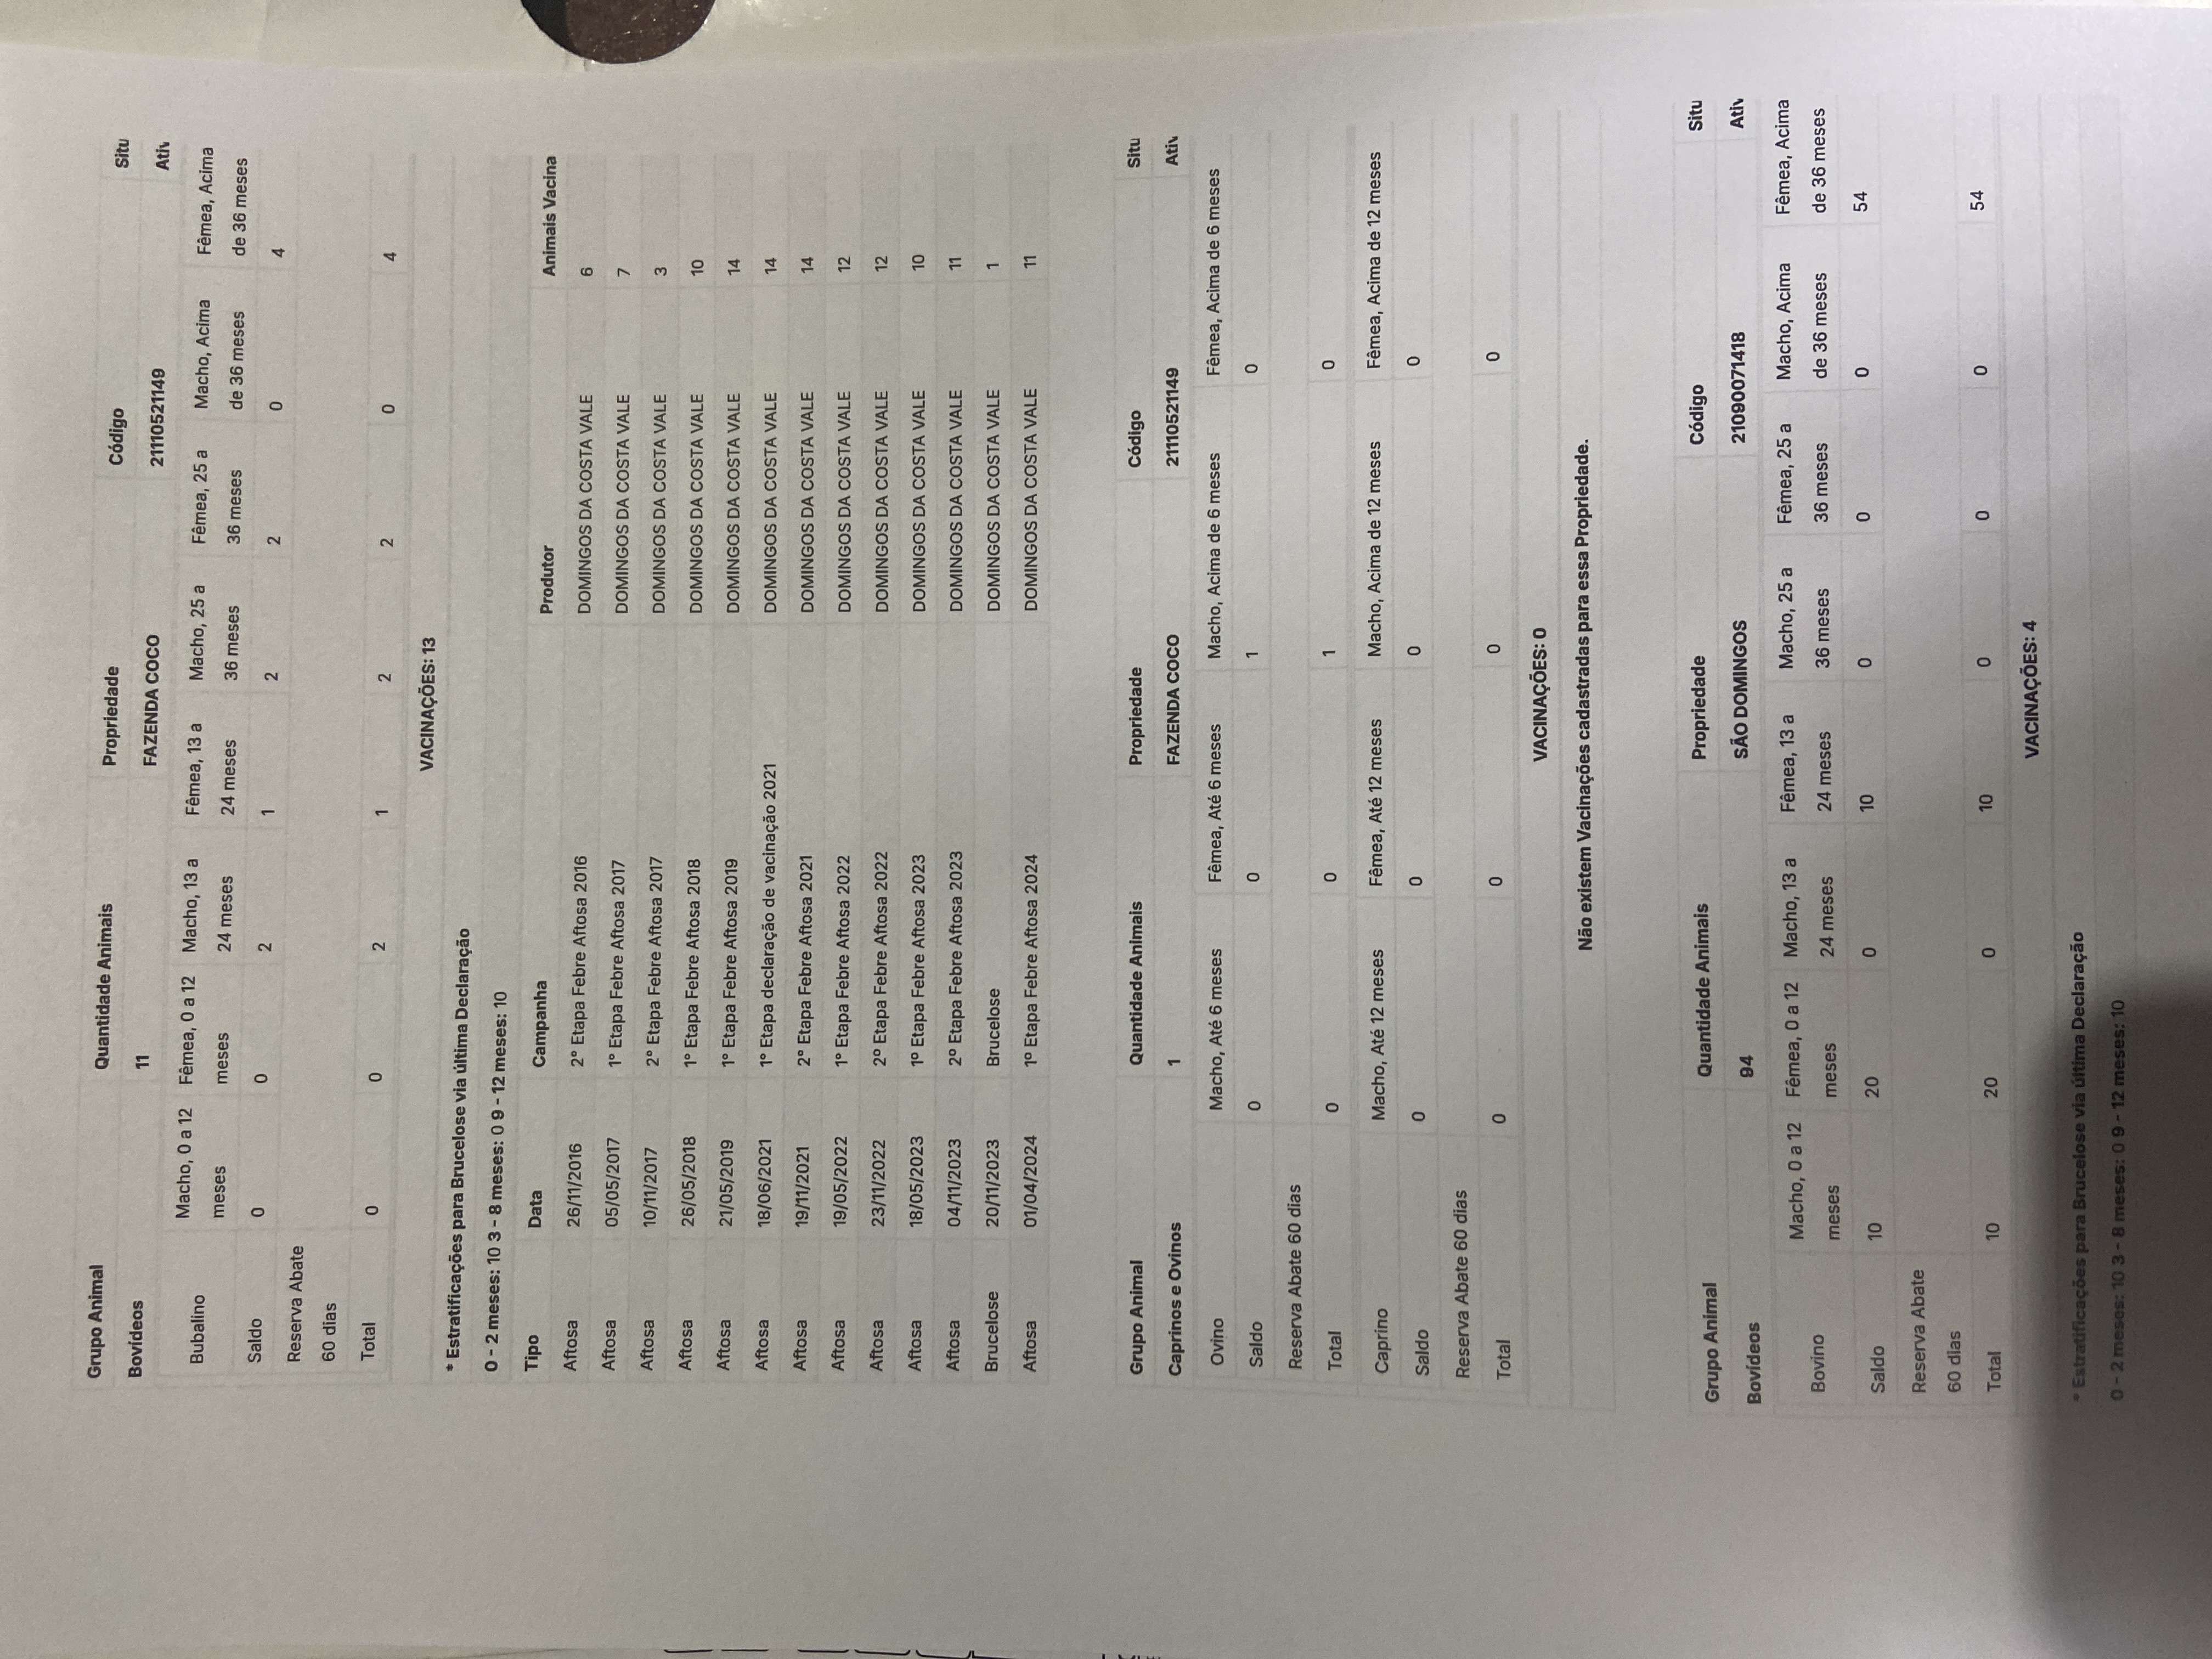 Grupo Animal Quantidade Animais Propriedade Código Situ
Bovídeos 11 FAZENDA COCO 21110521149 Ativ
Bubalino Macho, 0 a 12 meses Fêmea, 0 a 12 meses Macho, 13 a 24 meses Fêmea, 13 a 24 meses Macho, 25 a 36 meses Fêmea, 25 a 36 meses Macho, Acima de 36 meses Fêmea, Acima de 36 meses
Saldo 0 0 2 1 2 2 0 4
Reserva Abate
60 dias
Total 0 0 2 1 2 2 0 4
VACINAÇÕES: 13
* Estratificações para Brucelose via última Declaração
0 - 2 meses: 10 3 - 8 meses: 0 9 - 12 meses: 10
Tipo Data Campanha Produtor Animais Vacina
Aftosa 26/11/2016 2º Etapa Febre Aftosa 2016 DOMINGOS DA COSTA VALE 6
Aftosa 05/05/2017 1º Etapa Febre Aftosa 2017 DOMINGOS DA COSTA VALE 7
Aftosa 10/11/2017 2º Etapa Febre Aftosa 2017 DOMINGOS DA COSTA VALE 3
Aftosa 26/05/2018 1º Etapa Febre Aftosa 2018 DOMINGOS DA COSTA VALE 10
Aftosa 21/05/2019 1º Etapa Febre Aftosa 2019 DOMINGOS DA COSTA VALE 14
Aftosa 18/06/2021 1º Etapa declaração de vacinação 2021 DOMINGOS DA COSTA VALE 14
Aftosa 19/11/2021 2º Etapa Febre Aftosa 2021 DOMINGOS DA COSTA VALE 14
Aftosa 19/05/2022 1º Etapa Febre Aftosa 2022 DOMINGOS DA COSTA VALE 12
Aftosa 23/11/2022 2º Etapa Febre Aftosa 2022 DOMINGOS DA COSTA VALE 12
Aftosa 18/05/2023 1º Etapa Febre Aftosa 2023 DOMINGOS DA COSTA VALE 10
Aftosa 04/11/2023 2º Etapa Febre Aftosa 2023 DOMINGOS DA COSTA VALE 11
Brucelose 20/11/2023 Brucelose DOMINGOS DA COSTA VALE 1
Aftosa 01/04/2024 1º Etapa Febre Aftosa 2024 DOMINGOS DA COSTA VALE 11
Grupo Animal Quantidade Animais Propriedade Código Situ
Caprinos e Ovinos 1 FAZENDA COCO 21110521149 Ativ
Ovino Macho, Até 6 meses Fêmea, Até 6 meses Macho, Acima de 6 meses Fêmea, Acima de 6 meses
Saldo 0 0 1 0
Reserva Abate 60 dias
Total 0 0 1 0
Caprino Macho, Até 12 meses Fêmea, Até 12 meses Macho, Acima de 12 meses Fêmea, Acima de 12 meses
Saldo 0 0 0 0
Reserva Abate 60 dias
Total 0 0 0 0
VACINAÇÕES: 0
Não existem Vacinações cadastradas para essa Propriedade.
Grupo Animal Quantidade Animais Propriedade Código Situ
Bovídeos 94 SÃO DOMINGOS 21090071418 Ativ
Bovino Macho, 0 a 12 meses Fêmea, 0 a 12 meses Macho, 13 a 24 meses Fêmea, 13 a 24 meses Macho, 25 a 36 meses Fêmea, 25 a 36 meses Macho, Acima de 36 meses Fêmea, Acima de 36 meses
Saldo 10 20 0 10 0 0 0 54
Reserva Abate
60 dias
Total 10 20 0 10 0 0 0 54
VACINAÇÕES: 4
* Estratificações para Brucelose via última Declaração
0 - 2 meses: 10 3 - 8 meses: 0 9 - 12 meses: 10